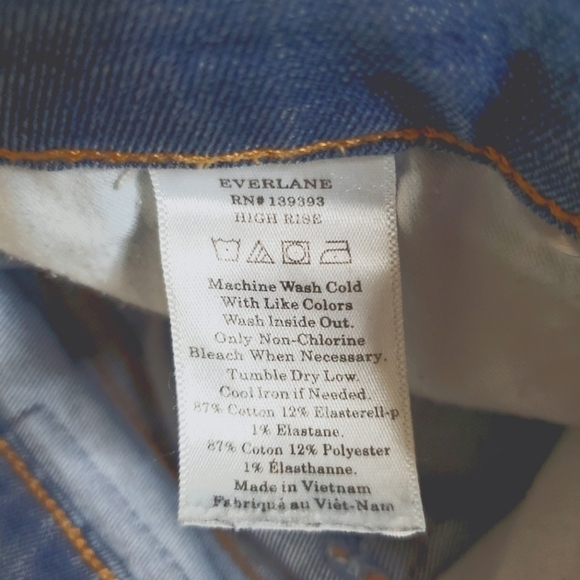 EVERLANE
RN# 139393
HIGH RISE
Machine Wash Cold
With Like Colors
Wash Inside Out.
Only Non-Chlorine
Bleach When Necessary.
Tumble Dry Low.
Cool Iron if Needed.
87% Cotton 12% Elasterell-p
1% Elastane.
87% Coton 12% Polyester
1% Élasthanne.
Made in Vietnam
Fabriqué au Viêt-Nam